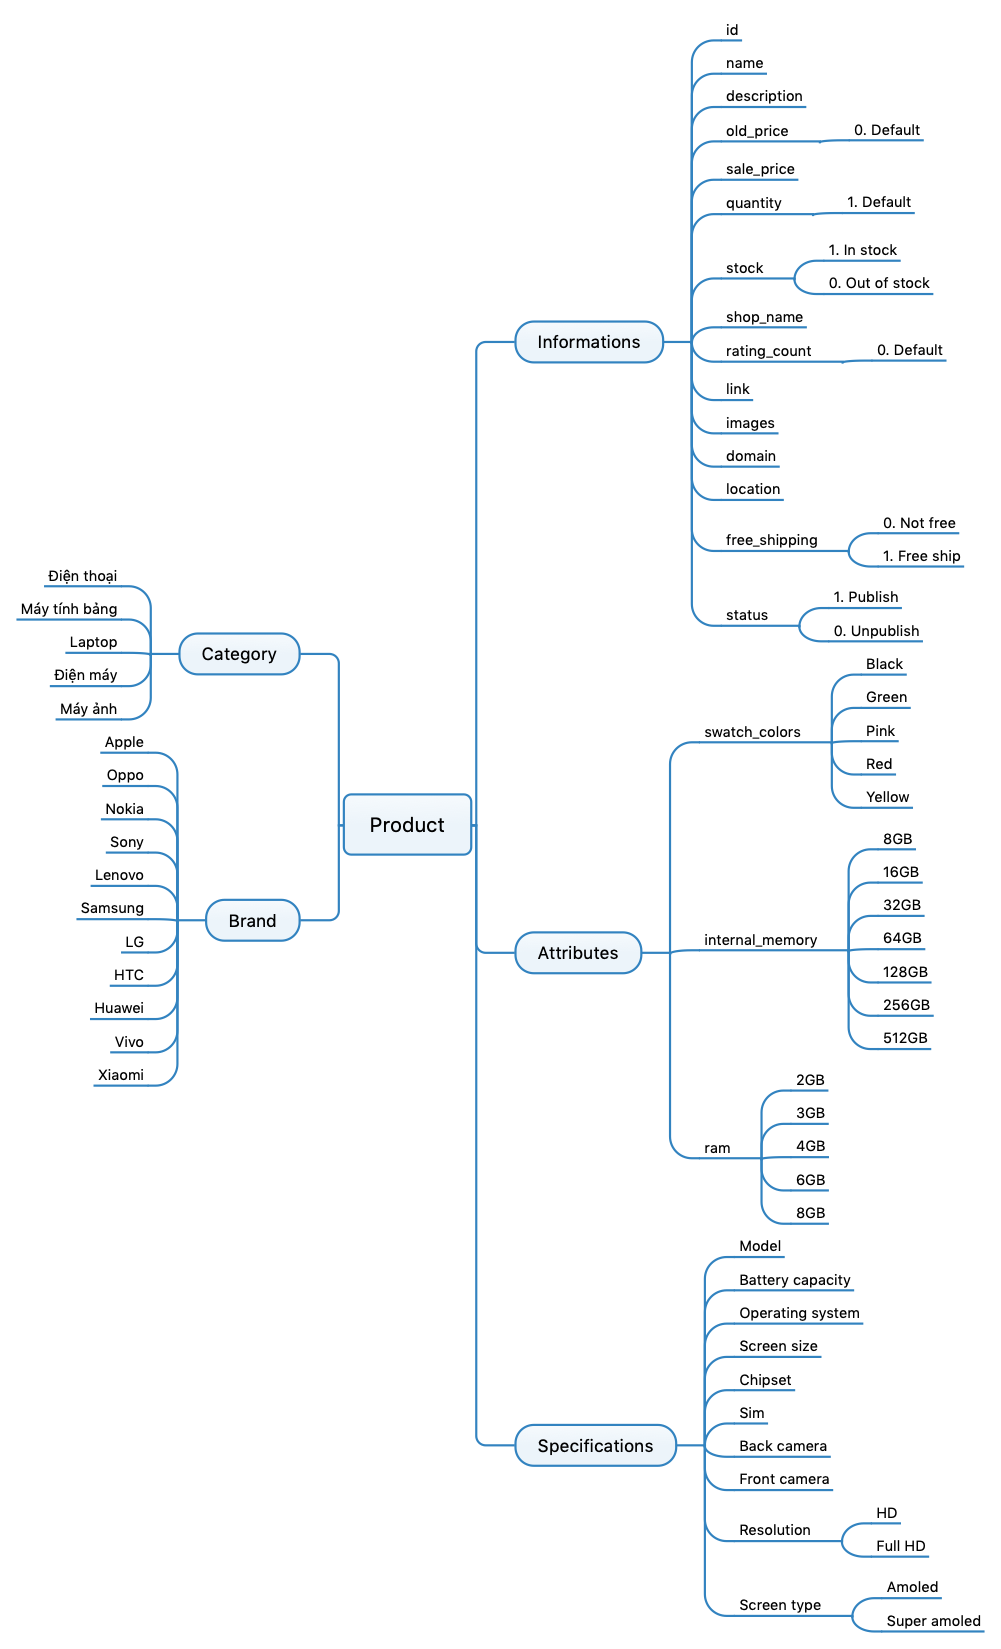 Product
Category
Điện thoại
Máy tính bảng
Laptop
Điện máy
Máy ảnh
Brand
Apple
Oppo
Nokia
Sony
Lenovo
Samsung
LG
HTC
Huawei
Vivo
Xiaomi
Informations
id
name
description
old_price
0. Default
sale_price
quantity
1. Default
stock
1. In stock
0. Out of stock
shop_name
rating_count
0. Default
link
images
domain
location
free_shipping
0. Not free
1. Free ship
status
1. Publish
0. Unpublish
Attributes
swatch_colors
Black
Green
Pink
Red
Yellow
internal_memory
8GB
16GB
32GB
64GB
128GB
256GB
512GB
ram
2GB
3GB
4GB
6GB
8GB
Specifications
Model
Battery capacity
Operating system
Screen size
Chipset
Sim
Back camera
Front camera
Resolution
HD
Full HD
Screen type
Amoled
Super amoled